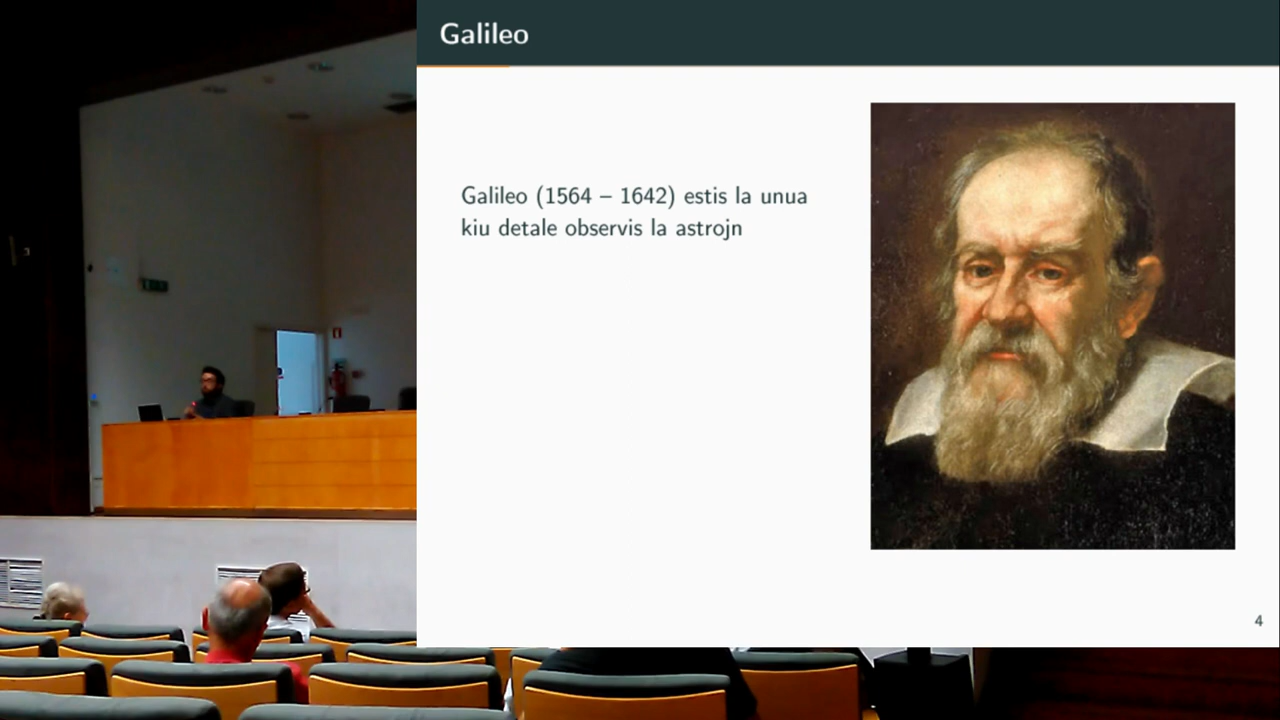 Galileo
Galileo (1564 – 1642) estis la unua
kiu detale observis la astrojn
4